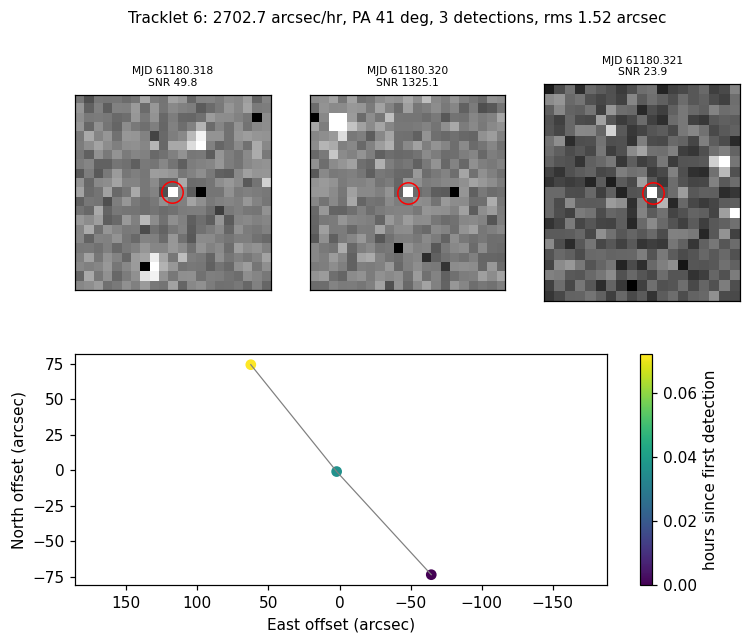 Tracklet 6: 2702.7 arcsec/hr, PA 41 deg, 3 detections, rms 1.52 arcsec
MJD 61180.318
SNR 49.8
MJD 61180.320
SNR 1325.1
MJD 61180.321
SNR 23.9
75
50
25
0
−25
−50
−75
North offset (arcsec)
150
100
50
0
−50
−100
−150
East offset (arcsec)
0.06
0.04
0.02
0.00
hours since first detection